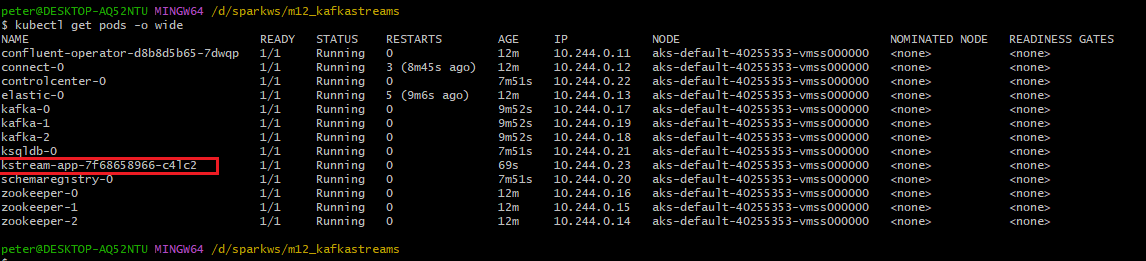 peter@DESKTOP-AQ52NTU MINGW64 /d/sparkws/m12_kafkastreams
$ kubectl get pods -o wide
NAME READY STATUS RESTARTS AGE IP NODE NOMINATED NODE READINESS GATES
confluent-operator-d8b8d5b65-7dwqp 1/1 Running 0 12m 10.244.0.11 aks-default-40255353-vmss000000 <none> <none>
connect-0 1/1 Running 3 (8m45s ago) 12m 10.244.0.12 aks-default-40255353-vmss000000 <none> <none>
controlcenter-0 1/1 Running 0 7m51s 10.244.0.22 aks-default-40255353-vmss000000 <none> <none>
elastic-0 1/1 Running 5 (9m6s ago) 12m 10.244.0.13 aks-default-40255353-vmss000000 <none> <none>
kafka-0 1/1 Running 0 9m52s 10.244.0.17 aks-default-40255353-vmss000000 <none> <none>
kafka-1 1/1 Running 0 9m52s 10.244.0.19 aks-default-40255353-vmss000000 <none> <none>
kafka-2 1/1 Running 0 9m52s 10.244.0.18 aks-default-40255353-vmss000000 <none> <none>
ksqldb-0 1/1 Running 0 7m51s 10.244.0.21 aks-default-40255353-vmss000000 <none> <none>
kstream-app-7f68658966-c4lc2 1/1 Running 0 69s 10.244.0.23 aks-default-40255353-vmss000000 <none> <none>
schemaregistry-0 1/1 Running 0 7m51s 10.244.0.20 aks-default-40255353-vmss000000 <none> <none>
zookeeper-0 1/1 Running 0 12m 10.244.0.16 aks-default-40255353-vmss000000 <none> <none>
zookeeper-1 1/1 Running 0 12m 10.244.0.15 aks-default-40255353-vmss000000 <none> <none>
zookeeper-2 1/1 Running 0 12m 10.244.0.14 aks-default-40255353-vmss000000 <none> <none>
peter@DESKTOP-AQ52NTU MINGW64 /d/sparkws/m12_kafkastreams